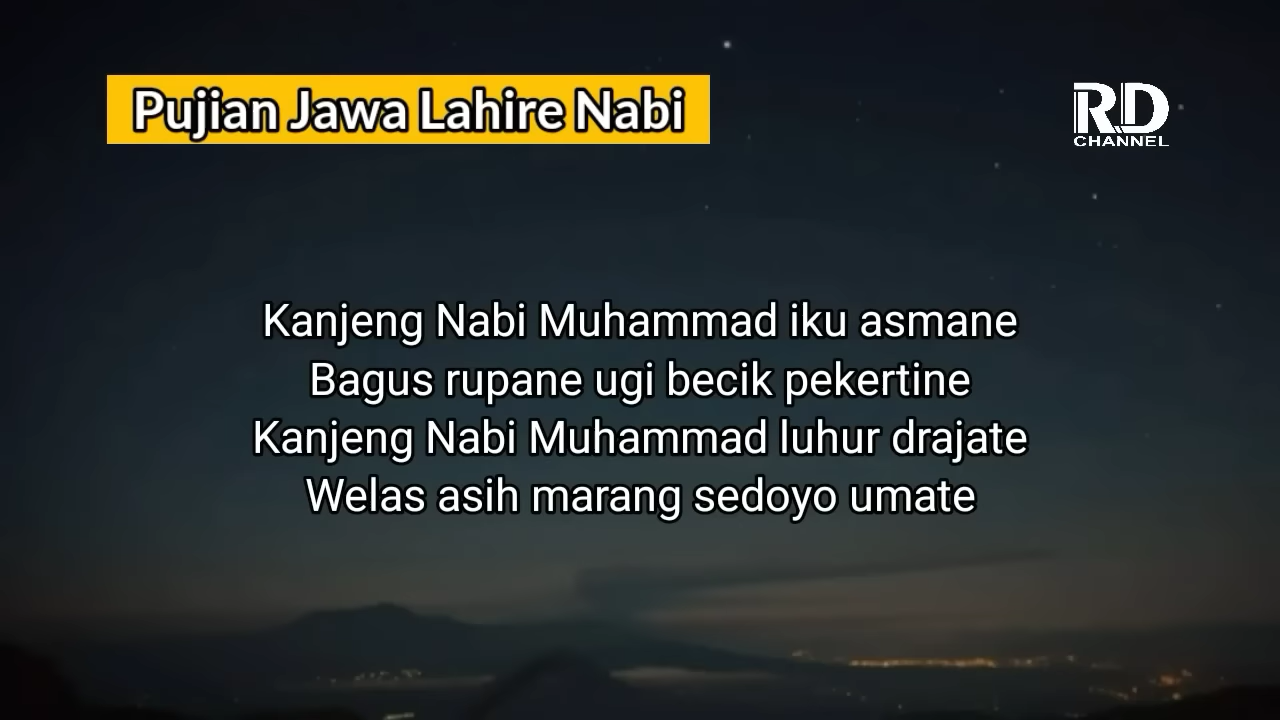 Pujian Jawa Lahire Nabi
RD
CHANNEL
Kanjeng Nabi Muhammad iku asmane
Bagus rupane ugi becik pekertine
Kanjeng Nabi Muhammad luhur drajate
Welas asih marang sedoyo umate